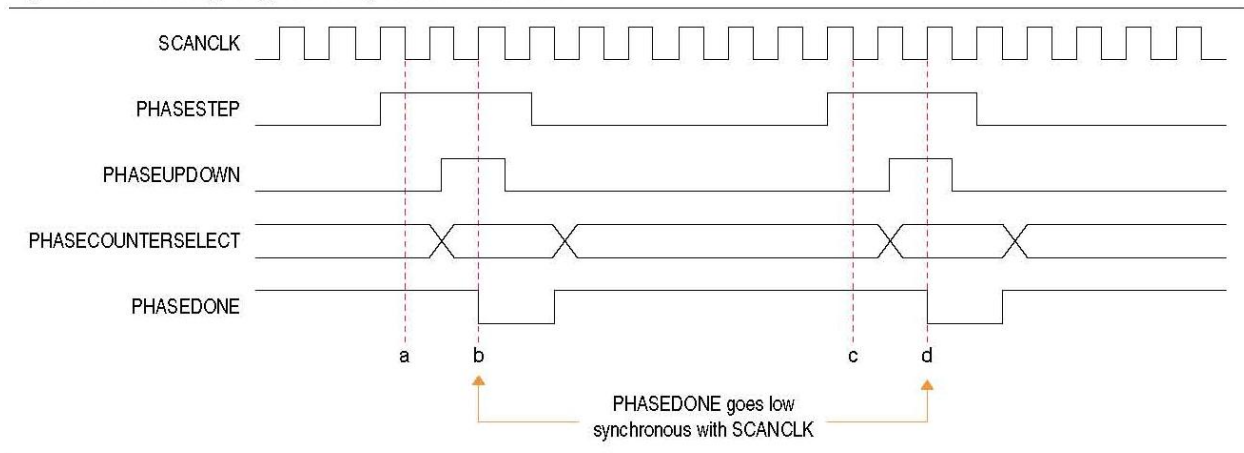 SCANCLK
PHASESTEP
PHASEUPDOWN
PHASECOUNTERSELECT
PHASEDONE
a b c d
PHASEDONE goes low
synchronous with SCANCLK